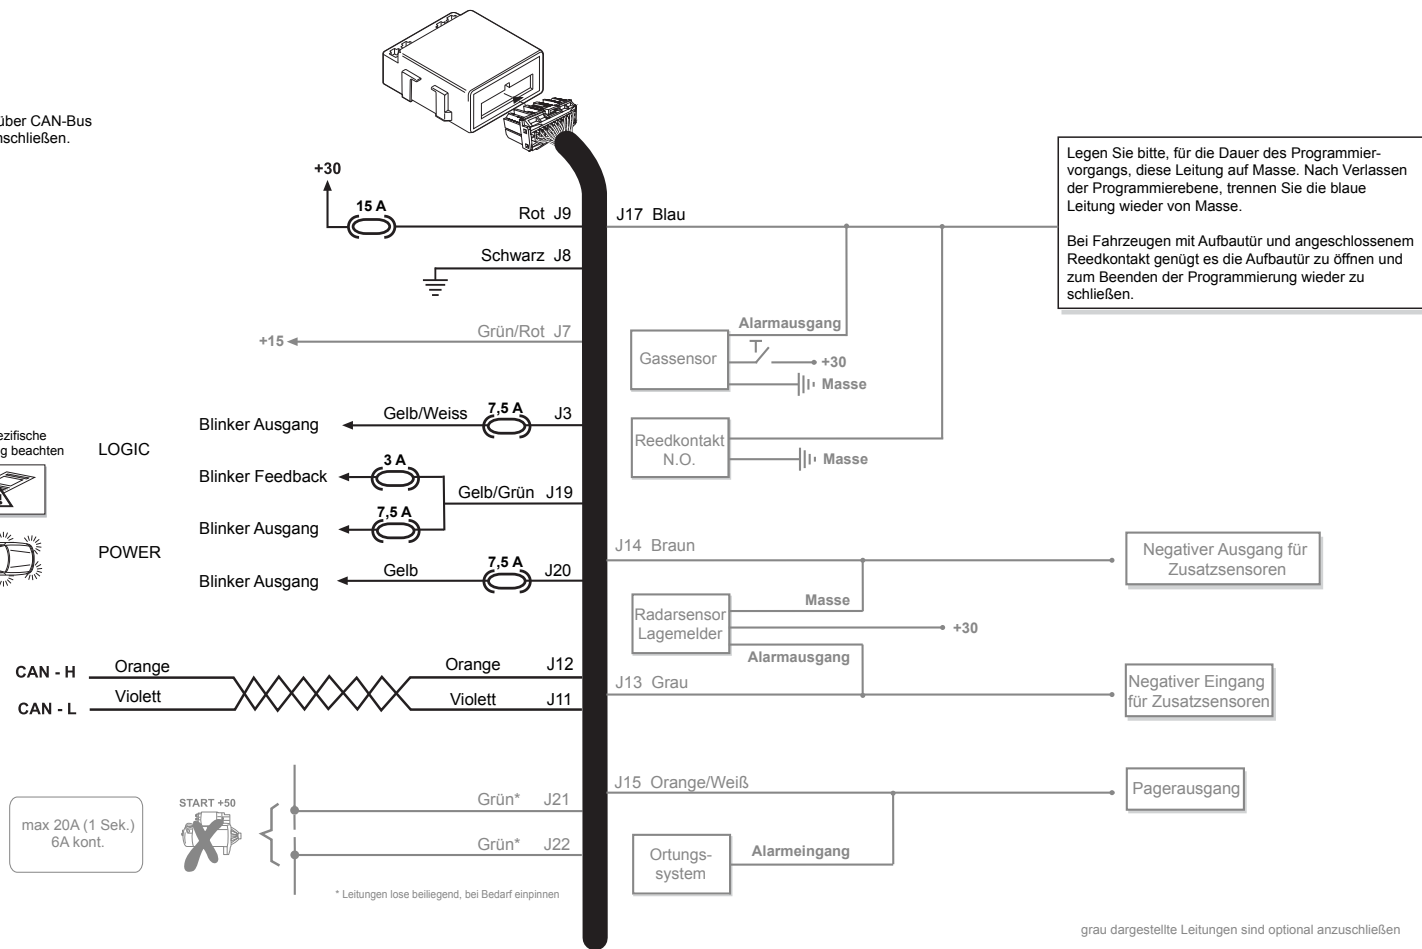 über CAN-Bus
nschließen.
+30
15 A
Rot J9
Schwarz J8
+15
Grün/Rot J7
ezifische
g beachten
LOGIC
POWER
Blinker Ausgang
Gelb/Weiss
7,5 A
J3
Blinker Feedback
3 A
Gelb/Grün J19
Blinker Ausgang
7,5 A
Blinker Ausgang
Gelb
7,5 A
J20
CAN - H
Orange
Orange
J12
CAN - L
Violett
Violett
J11
max 20A (1 Sek.)
6A kont.
START +50
Grün* J21
Grün* J22
* Leitungen lose beiliegend, bei Bedarf einpinnen
J17 Blau
Legen Sie bitte, für die Dauer des Programmier-
vorgangs, diese Leitung auf Masse. Nach Verlassen
der Programmierebene, trennen Sie die blaue
Leitung wieder von Masse.
Bei Fahrzeugen mit Aufbautür und angeschlossenem
Reedkontakt genügt es die Aufbautür zu öffnen und
zum Beenden der Programmierung wieder zu
schließen.
Gassensor
Alarmausgang
+30
Masse
Reedkontakt
N.O.
Masse
J14 Braun
Negativer Ausgang für
Zusatzsensoren
Radarsensor
Lagemelder
Masse
+30
Alarmausgang
J13 Grau
Negativer Eingang
für Zusatzsensoren
J15 Orange/Weiß
Pagerausgang
Ortungs-
system
Alarmeingang
grau dargestellte Leitungen sind optional anzuschließen